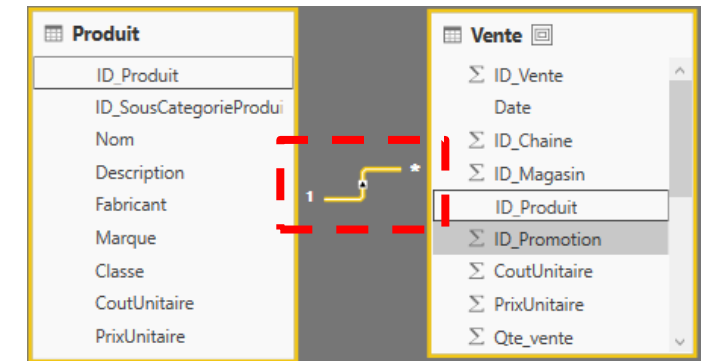 Produit
ID_Produit
ID_SousCategorieProdui
Nom
Description
Fabricant
Marque
Classe
CoutUnitaire
PrixUnitaire
1
*
Vente
∑ ID_Vente
Date
∑ ID_Chaine
∑ ID_Magasin
ID_Produit
∑ ID_Promotion
∑ CoutUnitaire
∑ PrixUnitaire
∑ Qte_vente